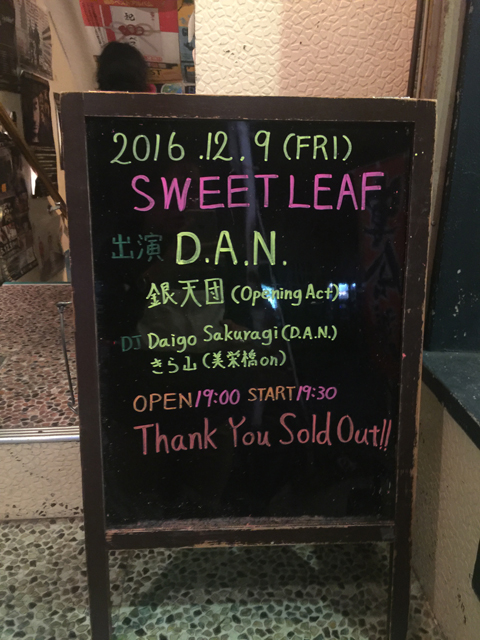 2016.12.9 (FRI)
SWEET LEAF
出演 D.A.N.
銀天団 (Opening Act)
DJ Daigo Sakuragi (D.A.N.)
きら山 (美栄橋on)
OPEN 19:00 START 19:30
Thank You Sold Out!!